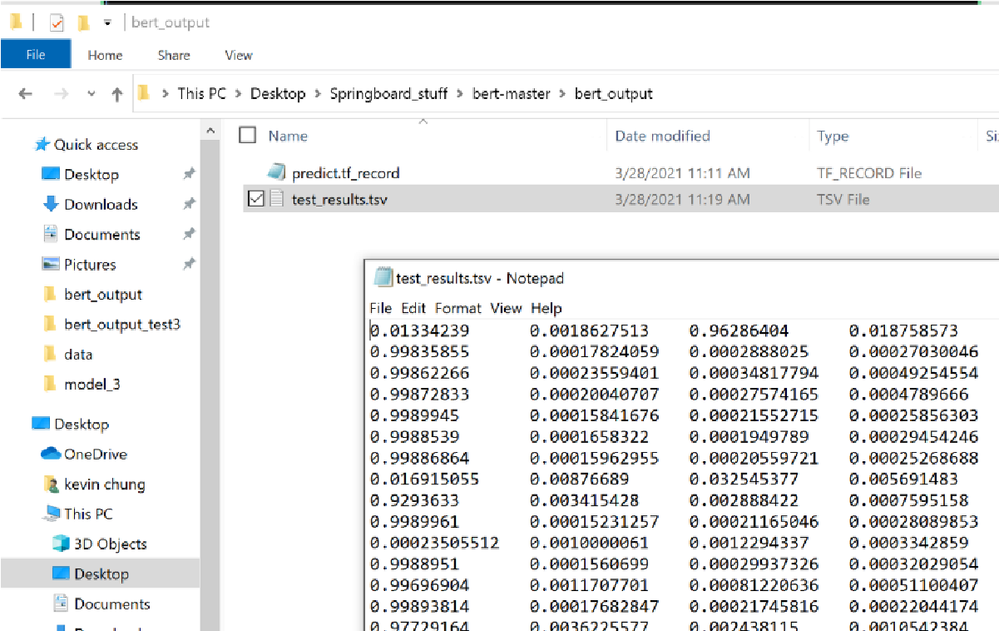 bert_output
File Home Share View
This PC > Desktop > Springboard_stuff > bert-master > bert_output
Name Date modified Type
Quick access
predict.tf_record 3/28/2021 11:11 AM TF_RECORD File
Desktop
test_results.tsv 3/28/2021 11:19 AM TSV File
Downloads
Documents
Pictures
bert_output
bert_output_test3
data
model_3
Desktop
OneDrive
kevin chung
This PC
3D Objects
Desktop
Documents
test_results.tsv - Notepad
File Edit Format View Help
0.01334239 0.0018627513 0.96286404 0.018758573
0.99835855 0.00017824059 0.0002888025 0.00027030046
0.99862266 0.00023559401 0.00034817794 0.00049254554
0.99872833 0.00020040707 0.00027574165 0.0004789666
0.9989945 0.00015841676 0.00021552715 0.00025856303
0.9988539 0.0001658322 0.0001949789 0.00029454246
0.99886864 0.00015962955 0.00020559721 0.00025268688
0.016915055 0.00876689 0.032545377 0.005691483
0.9293633 0.003415428 0.002888422 0.0007595158
0.9989961 0.00015231257 0.00021165046 0.00028089853
0.00023505512 0.0010000061 0.0012294337 0.0003342859
0.9988951 0.0001560699 0.00029937326 0.00032029054
0.99696904 0.0011707701 0.00081220636 0.00051100407
0.99893814 0.00017682847 0.00021745816 0.00022044174
0.97729164 0.0036225577 0.002438115 0.0010542384